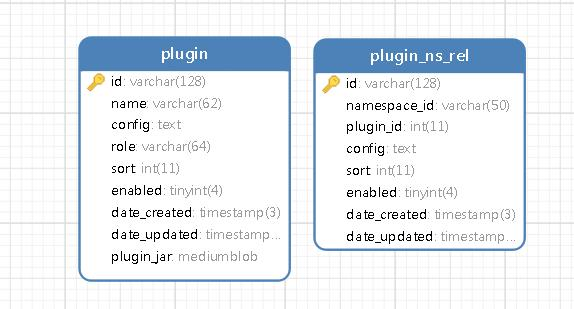 plugin
id: varchar(128)
name: varchar(62)
config: text
role: varchar(64)
sort: int(11)
enabled: tinyint(4)
date_created: timestamp(3)
date_updated: timestamp...
plugin_jar: mediumblob
plugin_ns_rel
id: varchar(128)
namespace_id: varchar(50)
plugin_id: int(11)
config: text
sort: int(11)
enabled: tinyint(4)
date_created: timestamp(3)
date_updated: timestamp...